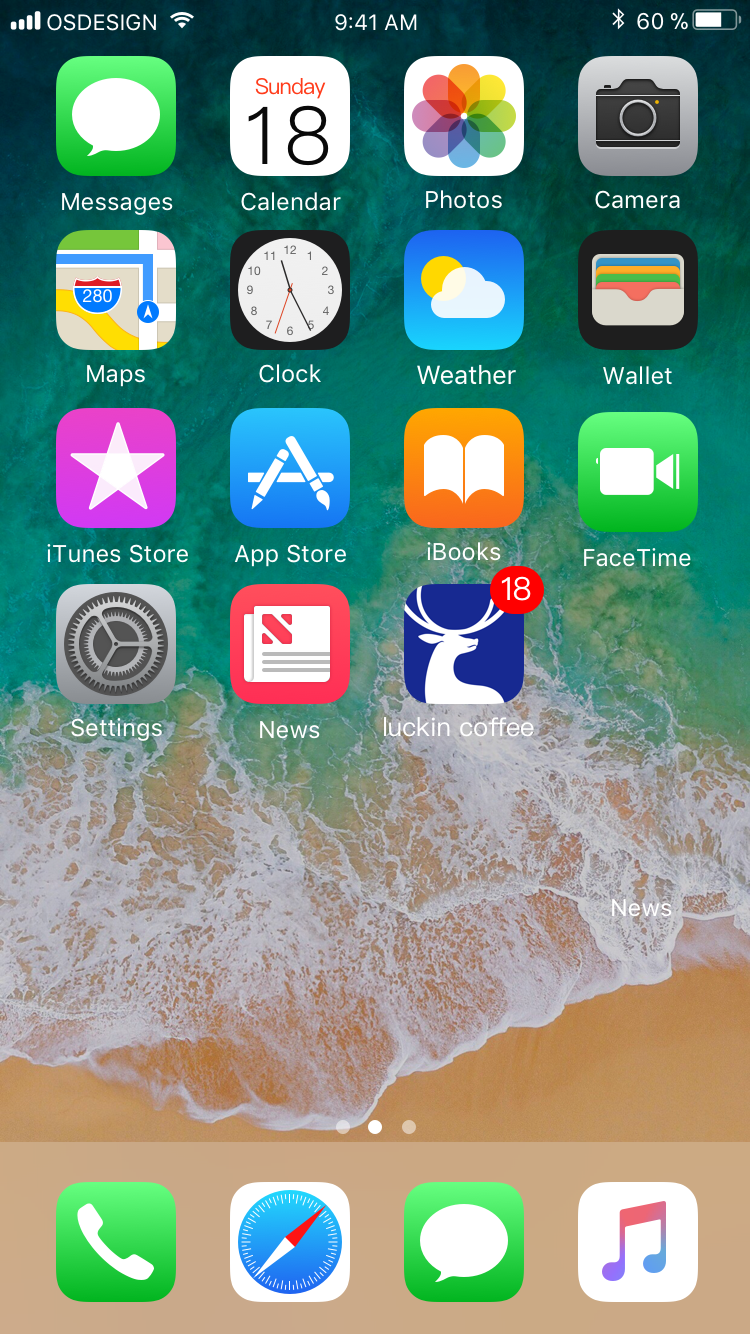 OSDESIGN 9:41 AM 60 %
Sunday
18
Messages Calendar Photos Camera
280
12
11 1
10 2
9 3
8 4
7 5
6
Maps Clock Weather Wallet
iTunes Store App Store iBooks FaceTime
18
Settings News luckin coffee
News